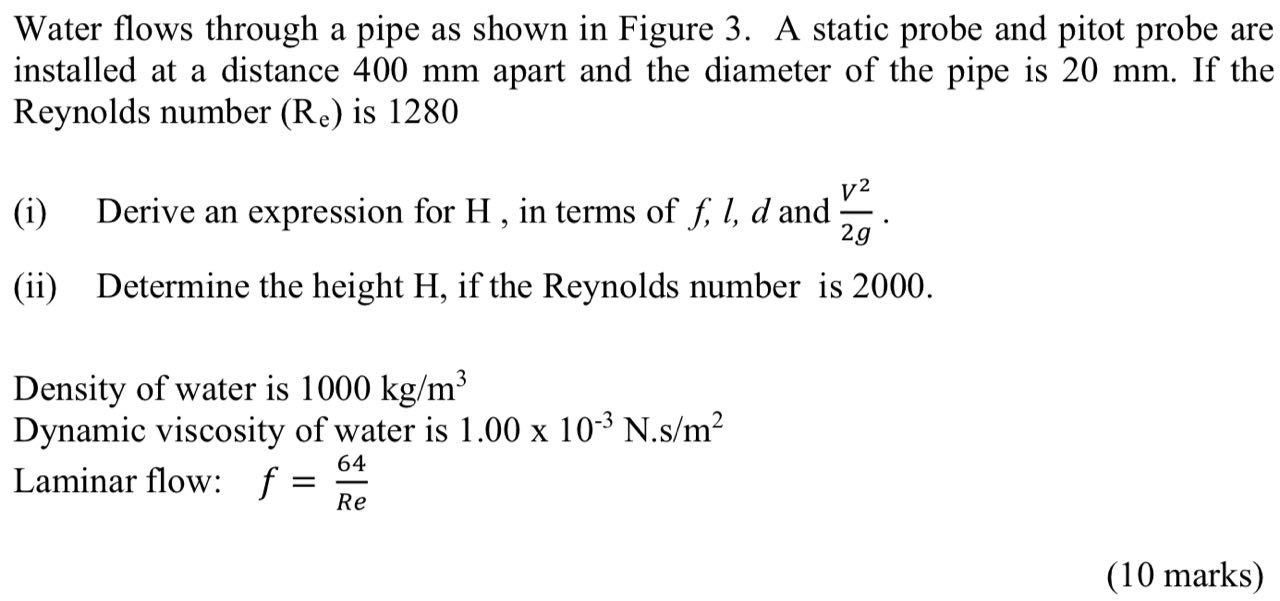 Water flows through a pipe as shown in Figure 3. A static probe and pitot probe are
installed at a distance 400 mm apart and the diameter of the pipe is 20 mm. If the
Reynolds number (Rₑ) is 1280
(i) Derive an expression for H , in terms of f, l, d and V²/2g .
(ii) Determine the height H, if the Reynolds number is 2000.
Density of water is 1000 kg/m³
Dynamic viscosity of water is 1.00 x 10⁻³ N.s/m²
Laminar flow: f = 64/Re
(10 marks)